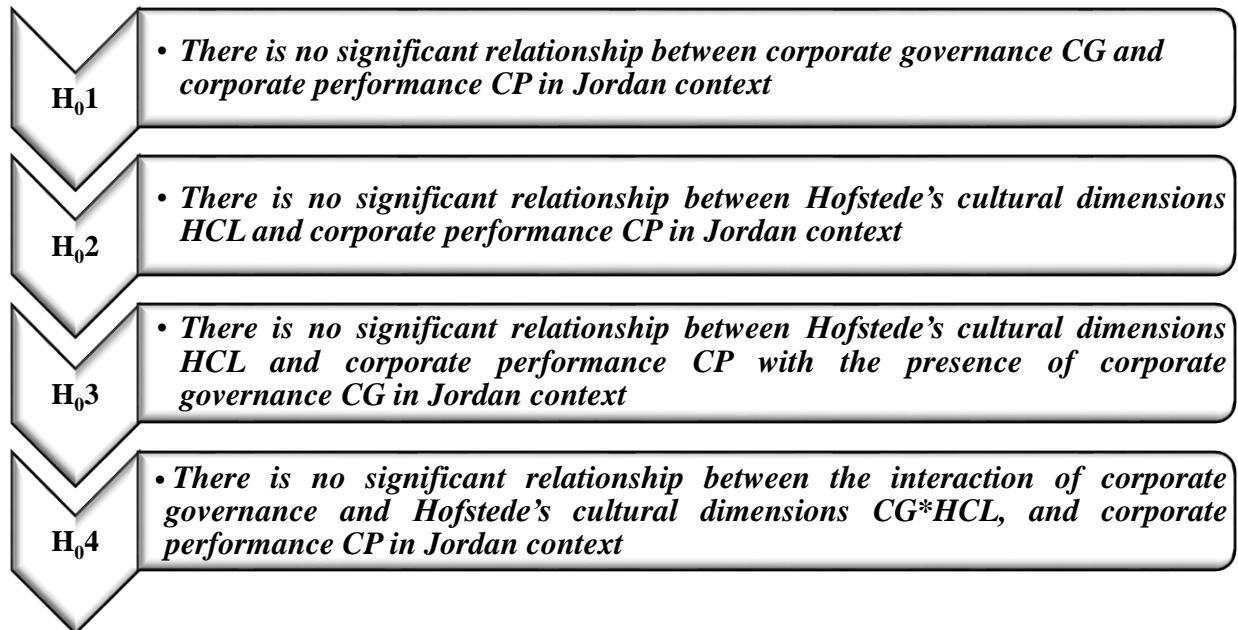 H₀1
• There is no significant relationship between corporate governance CG and
corporate performance CP in Jordan context
H₀2
• There is no significant relationship between Hofstede’s cultural dimensions
HCL and corporate performance CP in Jordan context
H₀3
• There is no significant relationship between Hofstede’s cultural dimensions
HCL and corporate performance CP with the presence of corporate
governance CG in Jordan context
H₀4
• There is no significant relationship between the interaction of corporate
governance and Hofstede’s cultural dimensions CG*HCL, and corporate
performance CP in Jordan context